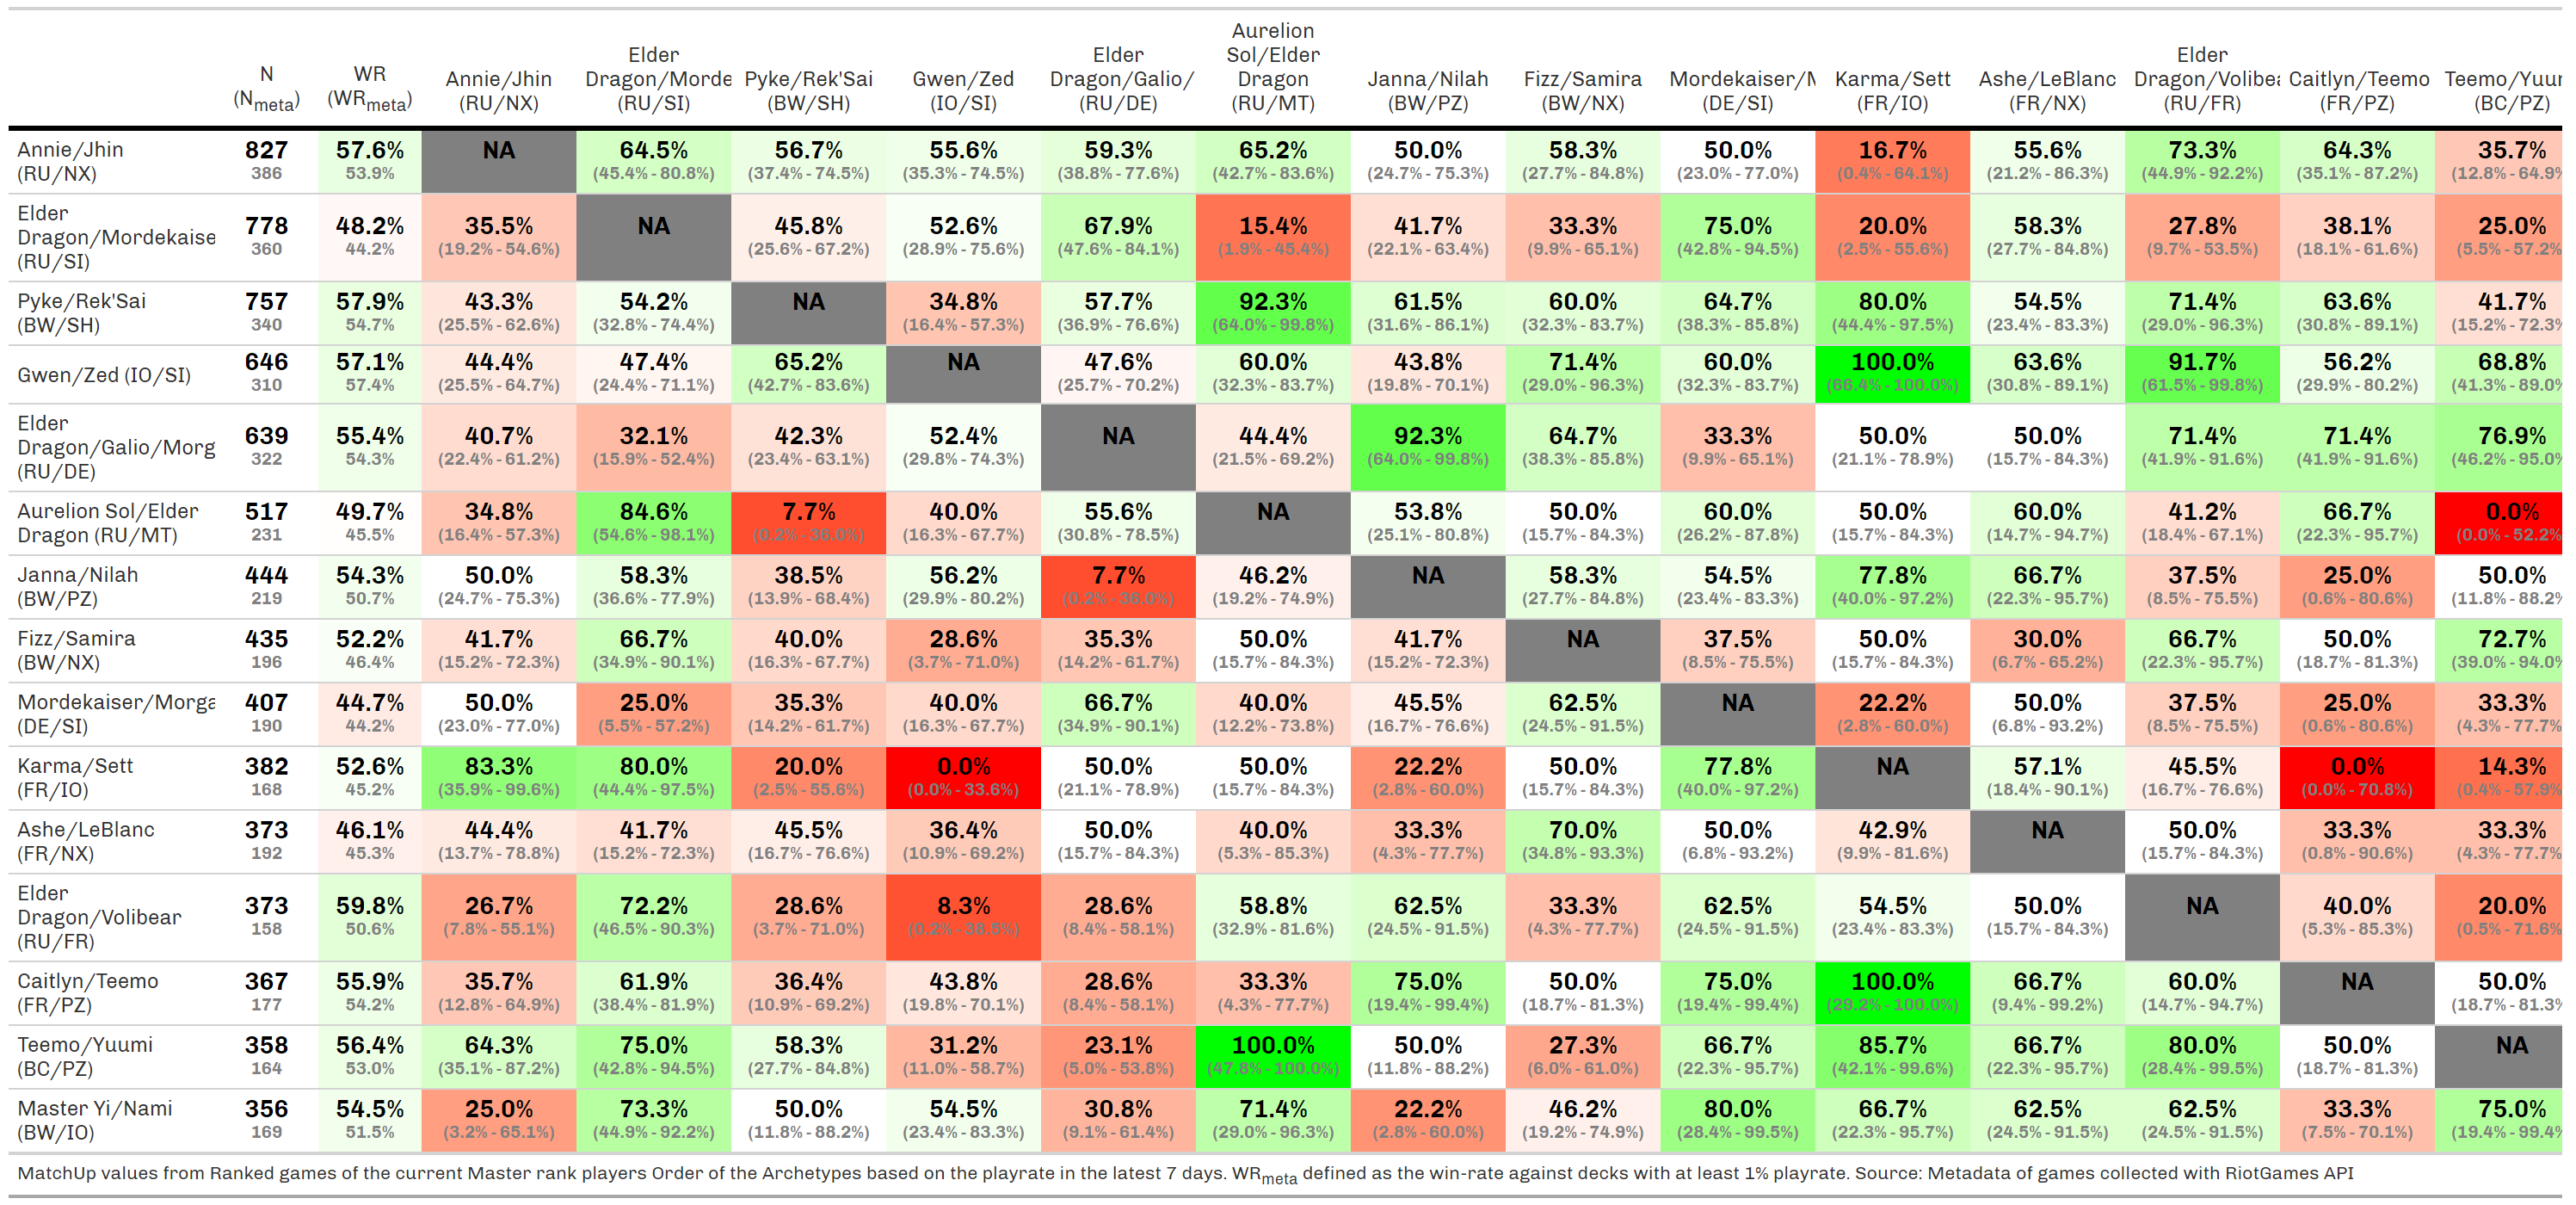 Aurelion
Elder Elder Sol/Elder Elder
N WR Annie/Jhin Dragon/Morde Pyke/Rek'Sai Gwen/Zed Dragon/Galio/ Dragon Janna/Nilah Fizz/Samira Mordekaiser/M Karma/Sett Ashe/LeBlanc Dragon/Volibea Caitlyn/Teemo Teemo/Yuu
(Nmeta) (WRmeta) (RU/NX) (RU/SI) (BW/SH) (IO/SI) (RU/DE) (RU/MT) (BW/PZ) (BW/NX) (DE/SI) (FR/IO) (FR/NX) (RU/FR) (FR/PZ) (BC/PZ)
Annie/Jhin 827 57.6% NA 64.5% 56.7% 55.6% 59.3% 65.2% 50.0% 58.3% 50.0% 16.7% 55.6% 73.3% 64.3% 35.7%
(RU/NX) 386 53.9% (45.4% - 80.8%) (37.4% - 74.5%) (35.3% - 74.5%) (38.8% - 77.6%) (42.7% - 83.6%) (24.7% - 75.3%) (27.7% - 84.8%) (23.0% - 77.0%) (0.4% - 64.1%) (21.2% - 86.3%) (44.9% - 92.2%) (35.1% - 87.2%) (12.8% - 64.9%
Elder
Dragon/Mordekaise 778 48.2% 35.5% NA 45.8% 52.6% 67.9% 15.4% 41.7% 33.3% 75.0% 20.0% 58.3% 27.8% 38.1% 25.0%
(RU/SI) 360 44.2% (19.2% - 54.6%) (25.6% - 67.2%) (28.9% - 75.6%) (47.6% - 84.1%) (1.9% - 45.4%) (22.1% - 63.4%) (9.9% - 65.1%) (42.8% - 94.5%) (2.5% - 55.6%) (27.7% - 84.8%) (9.7% - 53.5%) (18.1% - 61.6%) (5.5% - 57.2%
Pyke/Rek'Sai 757 57.9% 43.3% 54.2% NA 34.8% 57.7% 92.3% 61.5% 60.0% 64.7% 80.0% 54.5% 71.4% 63.6% 41.7%
(BW/SH) 340 54.7% (25.5% - 62.6%) (32.8% - 74.4%) (16.4% - 57.3%) (36.9% - 76.6%) (64.0% - 99.8%) (31.6% - 86.1%) (32.3% - 83.7%) (38.3% - 85.8%) (44.4% - 97.5%) (23.4% - 83.3%) (29.0% - 96.3%) (30.8% - 89.1%) (15.2% - 72.3%
Gwen/Zed (IO/SI) 646 57.1% 44.4% 47.4% 65.2% NA 47.6% 60.0% 43.8% 71.4% 60.0% 100.0% 63.6% 91.7% 56.2% 68.8%
310 57.4% (25.5% - 64.7%) (24.4% - 71.1%) (42.7% - 83.6%) (25.7% - 70.2%) (32.3% - 83.7%) (19.8% - 70.1%) (29.0% - 96.3%) (32.3% - 83.7%) (66.4% - 100.0%) (30.8% - 89.1%) (61.5% - 99.8%) (29.9% - 80.2%) (41.3% - 89.0%
Elder
Dragon/Galio/Morg 639 55.4% 40.7% 32.1% 42.3% 52.4% NA 44.4% 92.3% 64.7% 33.3% 50.0% 50.0% 71.4% 71.4% 76.9%
(RU/DE) 322 54.3% (22.4% - 61.2%) (15.9% - 52.4%) (23.4% - 63.1%) (29.8% - 74.3%) (21.5% - 69.2%) (64.0% - 99.8%) (38.3% - 85.8%) (9.9% - 65.1%) (21.1% - 78.9%) (15.7% - 84.3%) (41.9% - 91.6%) (41.9% - 91.6%) (46.2% - 95.0%
Aurelion Sol/Elder 517 49.7% 34.8% 84.6% 7.7% 40.0% 55.6% NA 53.8% 50.0% 60.0% 50.0% 60.0% 41.2% 66.7% 0.0%
Dragon (RU/MT) 231 45.5% (16.4% - 57.3%) (54.6% - 98.1%) (0.2% - 36.0%) (16.3% - 67.7%) (30.8% - 78.5%) (25.1% - 80.8%) (15.7% - 84.3%) (26.2% - 87.8%) (15.7% - 84.3%) (14.7% - 94.7%) (18.4% - 67.1%) (22.3% - 95.7%) (0.0% - 52.2%
Janna/Nilah 444 54.3% 50.0% 58.3% 38.5% 56.2% 7.7% 46.2% NA 58.3% 54.5% 77.8% 66.7% 37.5% 25.0% 50.0%
(BW/PZ) 219 50.7% (24.7% - 75.3%) (36.6% - 77.9%) (13.9% - 68.4%) (29.9% - 80.2%) (0.2% - 36.0%) (19.2% - 74.9%) (27.7% - 84.8%) (23.4% - 83.3%) (40.0% - 97.2%) (22.3% - 95.7%) (8.5% - 75.5%) (0.6% - 80.6%) (11.8% - 88.2%
Fizz/Samira 435 52.2% 41.7% 66.7% 40.0% 28.6% 35.3% 50.0% 41.7% NA 37.5% 50.0% 30.0% 66.7% 50.0% 72.7%
(BW/NX) 196 46.4% (15.2% - 72.3%) (34.9% - 90.1%) (16.3% - 67.7%) (3.7% - 71.0%) (14.2% - 61.7%) (15.7% - 84.3%) (15.2% - 72.3%) (8.5% - 75.5%) (15.7% - 84.3%) (6.7% - 65.2%) (22.3% - 95.7%) (18.7% - 81.3%) (39.0% - 94.0%
Mordekaiser/Morga 407 44.7% 50.0% 25.0% 35.3% 40.0% 66.7% 40.0% 45.5% 62.5% NA 22.2% 50.0% 37.5% 25.0% 33.3%
(DE/SI) 190 44.2% (23.0% - 77.0%) (5.5% - 57.2%) (14.2% - 61.7%) (16.3% - 67.7%) (34.9% - 90.1%) (12.2% - 73.8%) (16.7% - 76.6%) (24.5% - 91.5%) (2.8% - 60.0%) (6.8% - 93.2%) (8.5% - 75.5%) (0.6% - 80.6%) (4.3% - 77.7%
Karma/Sett 382 52.6% 83.3% 80.0% 20.0% 0.0% 50.0% 50.0% 22.2% 50.0% 77.8% NA 57.1% 45.5% 0.0% 14.3%
(FR/IO) 168 45.2% (35.9% - 99.6%) (44.4% - 97.5%) (2.5% - 55.6%) (0.0% - 33.6%) (21.1% - 78.9%) (15.7% - 84.3%) (2.8% - 60.0%) (15.7% - 84.3%) (40.0% - 97.2%) (18.4% - 90.1%) (16.7% - 76.6%) (0.0% - 70.8%) (0.4% - 57.9%
Ashe/LeBlanc 373 46.1% 44.4% 41.7% 45.5% 36.4% 50.0% 40.0% 33.3% 70.0% 50.0% 42.9% NA 50.0% 33.3% 33.3%
(FR/NX) 192 45.3% (13.7% - 78.8%) (15.2% - 72.3%) (16.7% - 76.6%) (10.9% - 69.2%) (15.7% - 84.3%) (5.3% - 85.3%) (4.3% - 77.7%) (34.8% - 93.3%) (6.8% - 93.2%) (9.9% - 81.6%) (15.7% - 84.3%) (0.8% - 90.6%) (4.3% - 77.7%
Elder
Dragon/Volibear 373 59.8% 26.7% 72.2% 28.6% 8.3% 28.6% 58.8% 62.5% 33.3% 62.5% 54.5% 50.0% NA 40.0% 20.0%
(RU/FR) 158 50.6% (7.8% - 55.1%) (46.5% - 90.3%) (3.7% - 71.0%) (0.2% - 38.5%) (8.4% - 58.1%) (32.9% - 81.6%) (24.5% - 91.5%) (4.3% - 77.7%) (24.5% - 91.5%) (23.4% - 83.3%) (15.7% - 84.3%) (5.3% - 85.3%) (0.5% - 71.6%
Caitlyn/Teemo 367 55.9% 35.7% 61.9% 36.4% 43.8% 28.6% 33.3% 75.0% 50.0% 75.0% 100.0% 66.7% 60.0% NA 50.0%
(FR/PZ) 177 54.2% (12.8% - 64.9%) (38.4% - 81.9%) (10.9% - 69.2%) (19.8% - 70.1%) (8.4% - 58.1%) (4.3% - 77.7%) (19.4% - 99.4%) (18.7% - 81.3%) (19.4% - 99.4%) (29.2% - 100.0%) (9.4% - 99.2%) (14.7% - 94.7%) (18.7% - 81.3%
Teemo/Yuumi 358 56.4% 64.3% 75.0% 58.3% 31.2% 23.1% 100.0% 50.0% 27.3% 66.7% 85.7% 66.7% 80.0% 50.0% NA
(BC/PZ) 164 53.0% (35.1% - 87.2%) (42.8% - 94.5%) (27.7% - 84.8%) (11.0% - 58.7%) (5.0% - 53.8%) (47.8% - 100.0%) (11.8% - 88.2%) (6.0% - 61.0%) (22.3% - 95.7%) (42.1% - 99.6%) (22.3% - 95.7%) (28.4% - 99.5%) (18.7% - 81.3%)
Master Yi/Nami 356 54.5% 25.0% 73.3% 50.0% 54.5% 30.8% 71.4% 22.2% 46.2% 80.0% 66.7% 62.5% 62.5% 33.3% 75.0%
(BW/IO) 169 51.5% (3.2% - 65.1%) (44.9% - 92.2%) (11.8% - 88.2%) (23.4% - 83.3%) (9.1% - 61.4%) (29.0% - 96.3%) (2.8% - 60.0%) (19.2% - 74.9%) (28.4% - 99.5%) (22.3% - 95.7%) (24.5% - 91.5%) (24.5% - 91.5%) (7.5% - 70.1%) (19.4% - 99.4%
MatchUp values from Ranked games of the current Master rank players Order of the Archetypes based on the playrate in the latest 7 days. WRmeta defined as the win-rate against decks with at least 1% playrate. Source: Metadata of games collected with RiotGames API